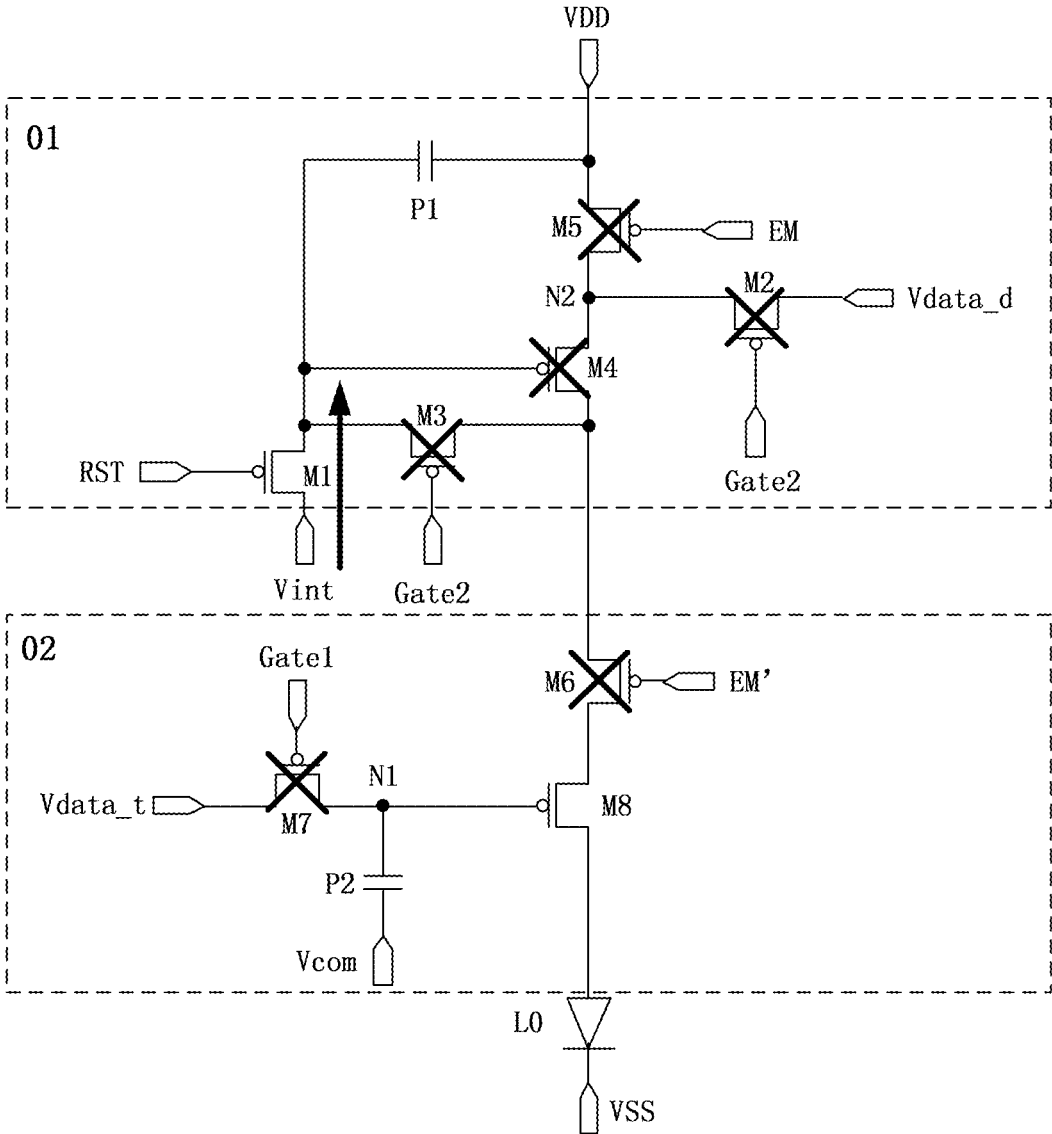 VDD
01
P1
M5
EM
N2
M2
Vdata_d
M4
M3
RST
M1
Gate2
Vint
Gate2
02
Gate1
M6
EM’
N1
Vdata_t
M7
M8
P2
Vcom
L0
VSS